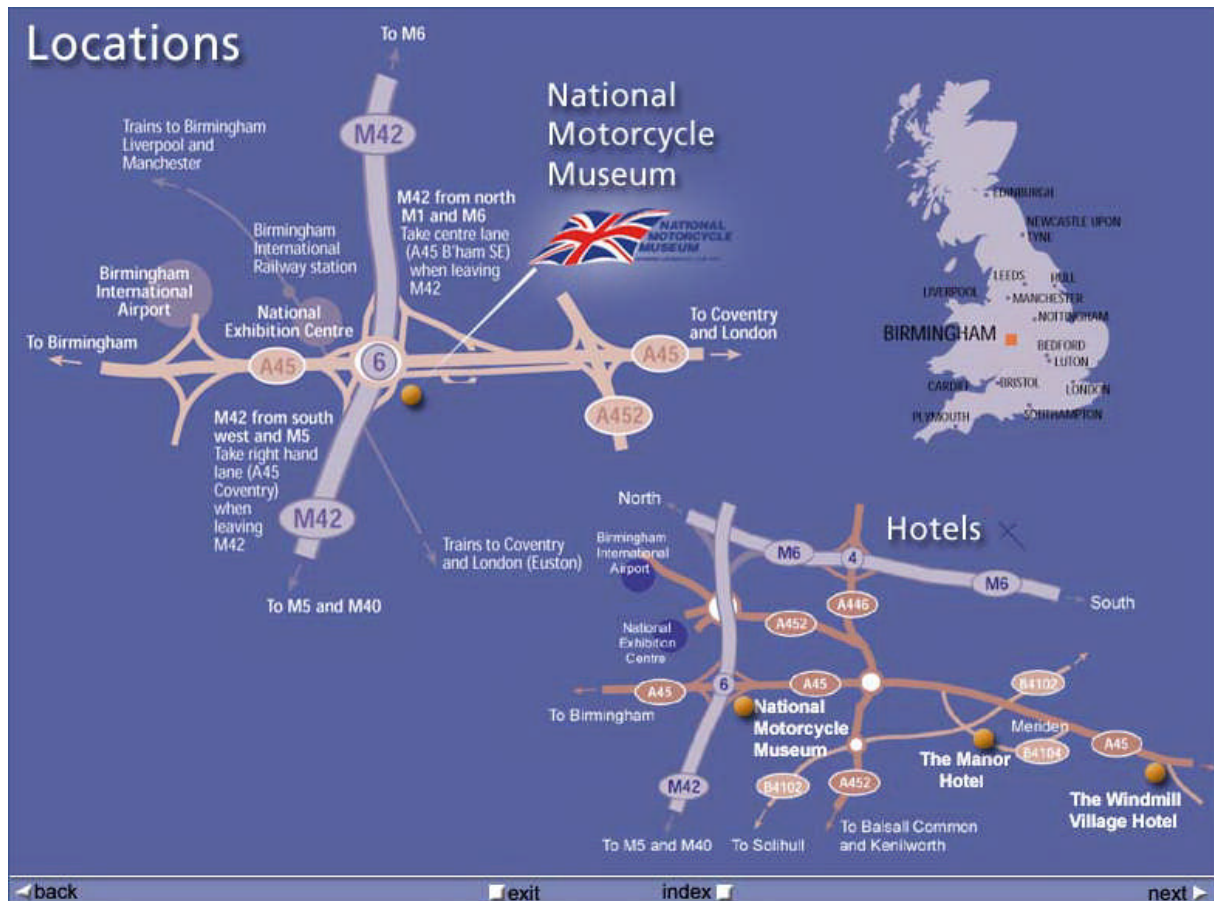 Locations
To M6
M42
Trains to Birmingham
Liverpool and
Manchester
M42 from north
M1 and M6
Take centre lane
(A45 B'ham SE)
when leaving
M42
National
Motorcycle
Museum
NATIONAL
MOTORCYCLE
MUSEUM
Birmingham
International
Railway station
Birmingham
International
Airport
National
Exhibition Centre
To Birmingham
A45
6
A45
To Coventry
and London
A452
M42 from south
west and M5
Take right hand
lane (A45
Coventry)
when
leaving
M42
M42
Trains to Coventry
and London (Euston)
To M5 and M40
EDINBURGH
NEWCASTLE UPON
TYNE
LEEDS
HULL
LIVERPOOL
MANCHESTER
NOTTINGHAM
BIRMINGHAM
BEDFORD
LUTON
CARDIFF
BRISTOL
LONDON
PLYMOUTH
SOUTHAMPTON
Hotels
North
Birmingham
International
Airport
M6
4
M6
South
A446
A452
National
Exhibition
Centre
A45
6
A45
B4102
To Birmingham
National
Motorcycle
Museum
Meriden
The Manor
Hotel
B4104
A45
M42
B4102
A452
The Windmill
Village Hotel
To M5 and M40
To Solihull
To Balsall Common
and Kenilworth
back
exit
index
next